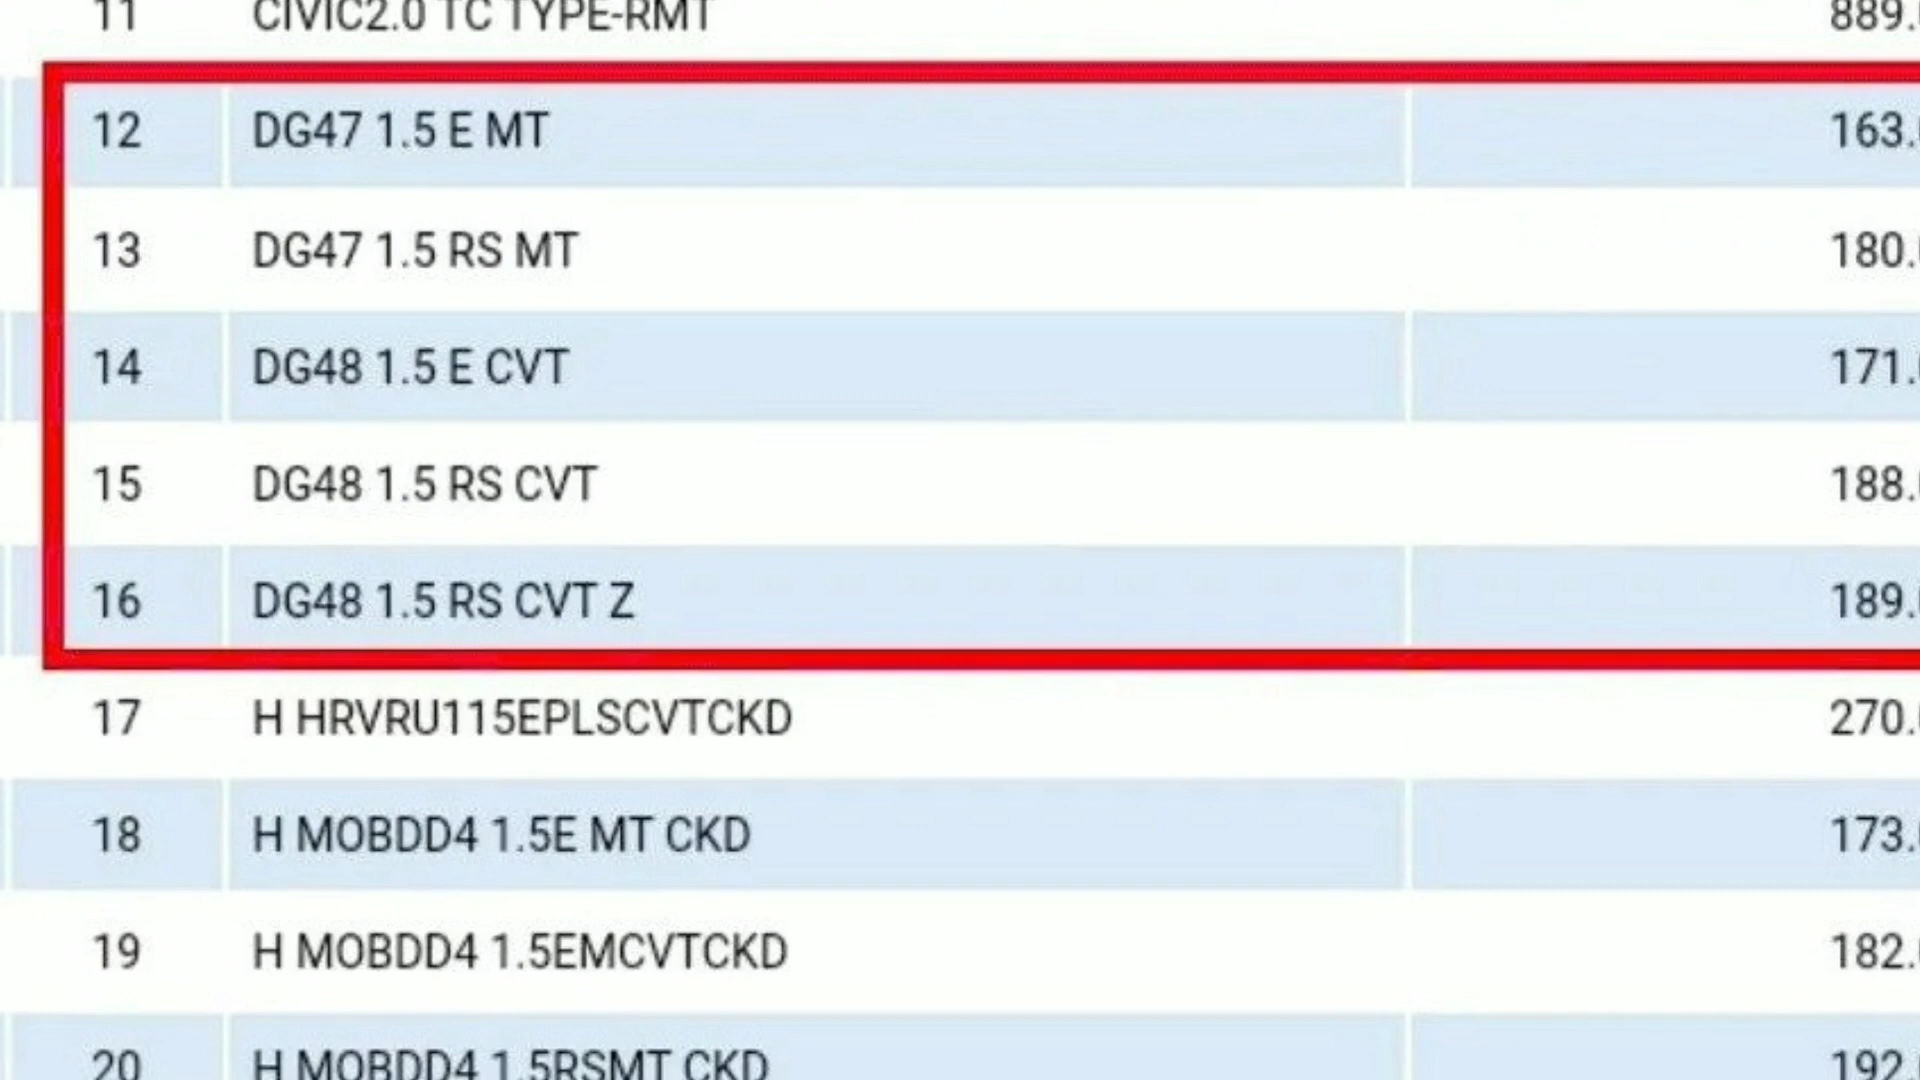 11 CIVIC2.0 TC TYPE-RMT 889.
12 DG47 1.5 E MT 163.
13 DG47 1.5 RS MT 180.
14 DG48 1.5 E CVT 171.
15 DG48 1.5 RS CVT 188.
16 DG48 1.5 RS CVT Z 189.
17 H HRVRU115EPLSCVTCKD 270.
18 H MOBDD4 1.5E MT CKD 173.
19 H MOBDD4 1.5EMCVTCKD 182.
20 H MOBDD4 1.5RSMT CKD 192.